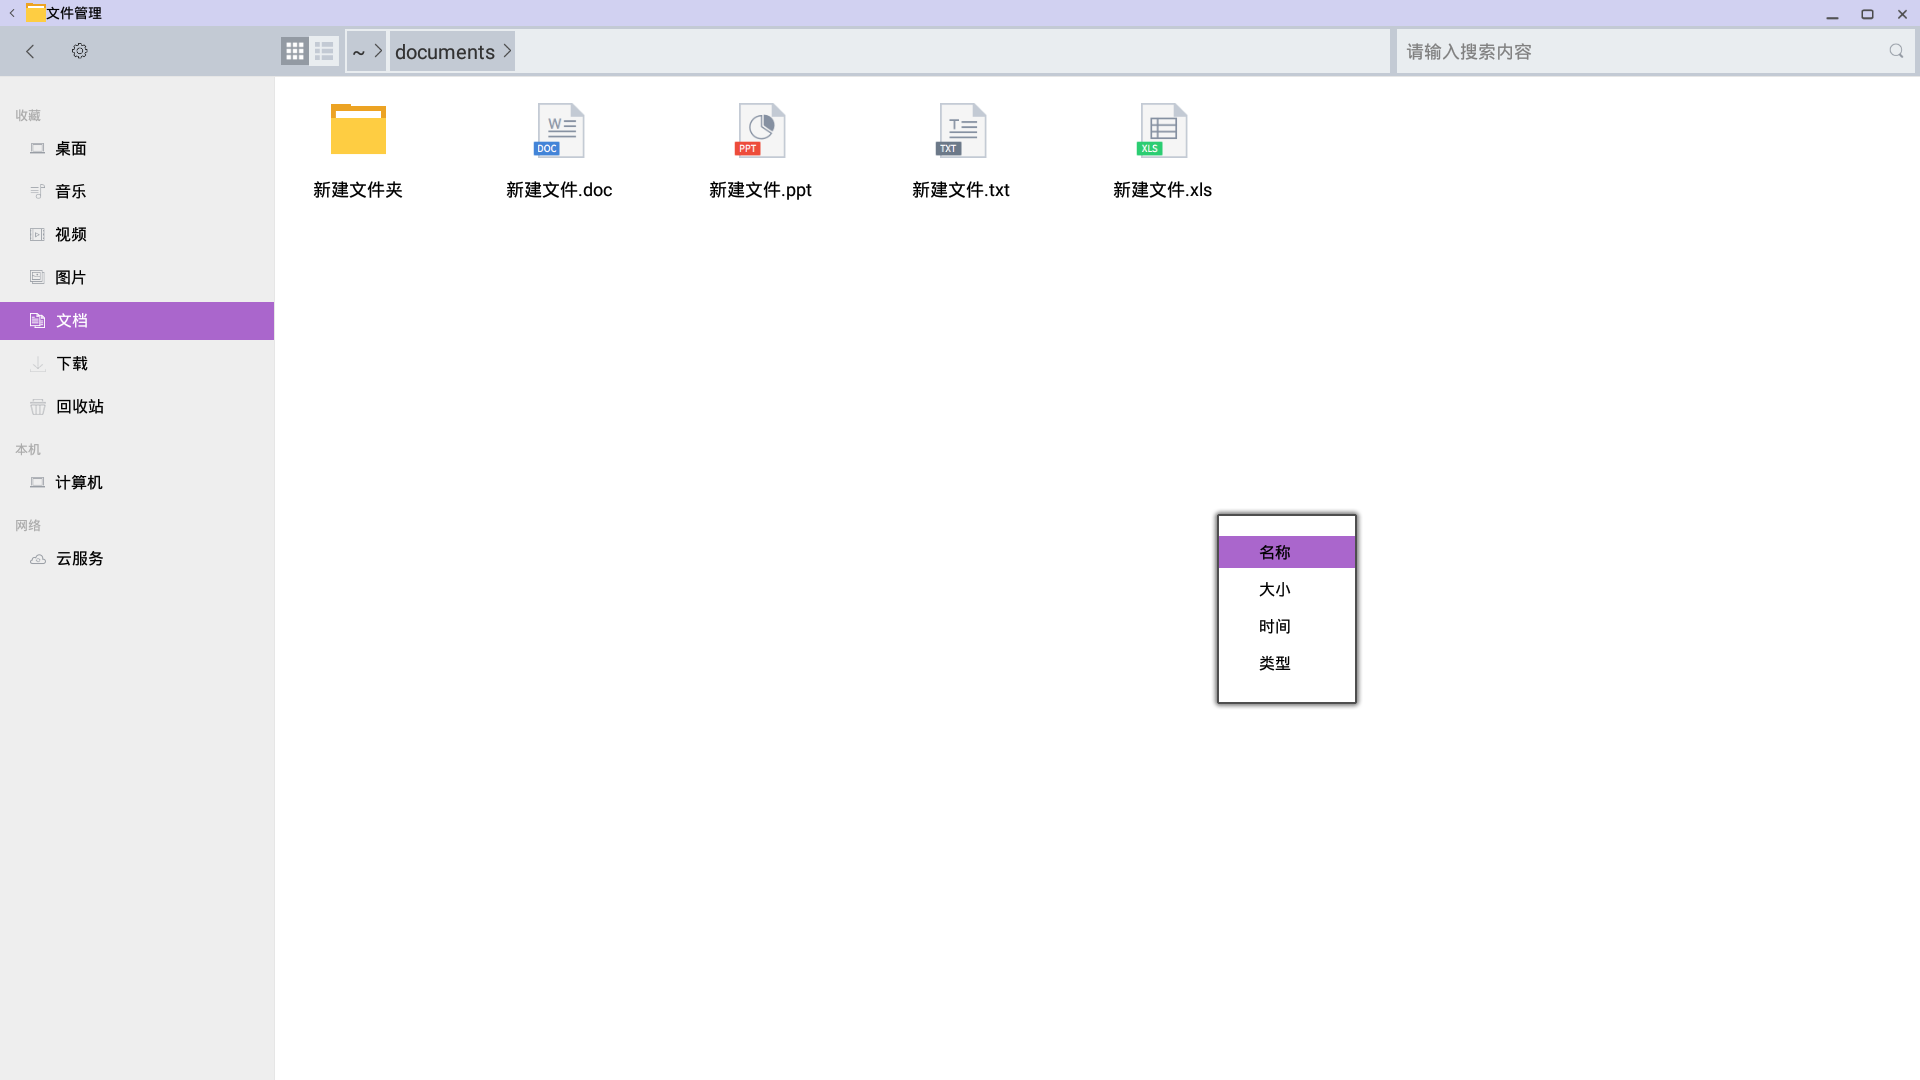 文件管理
~
documents
请输入搜索内容
收藏
桌面
音乐
视频
图片
文档
下载
回收站
本机
计算机
网络
云服务
W
DOC
PPT
T
TXT
XLS
新建文件夹
新建文件.doc
新建文件.ppt
新建文件.txt
新建文件.xls
名称
大小
时间
类型